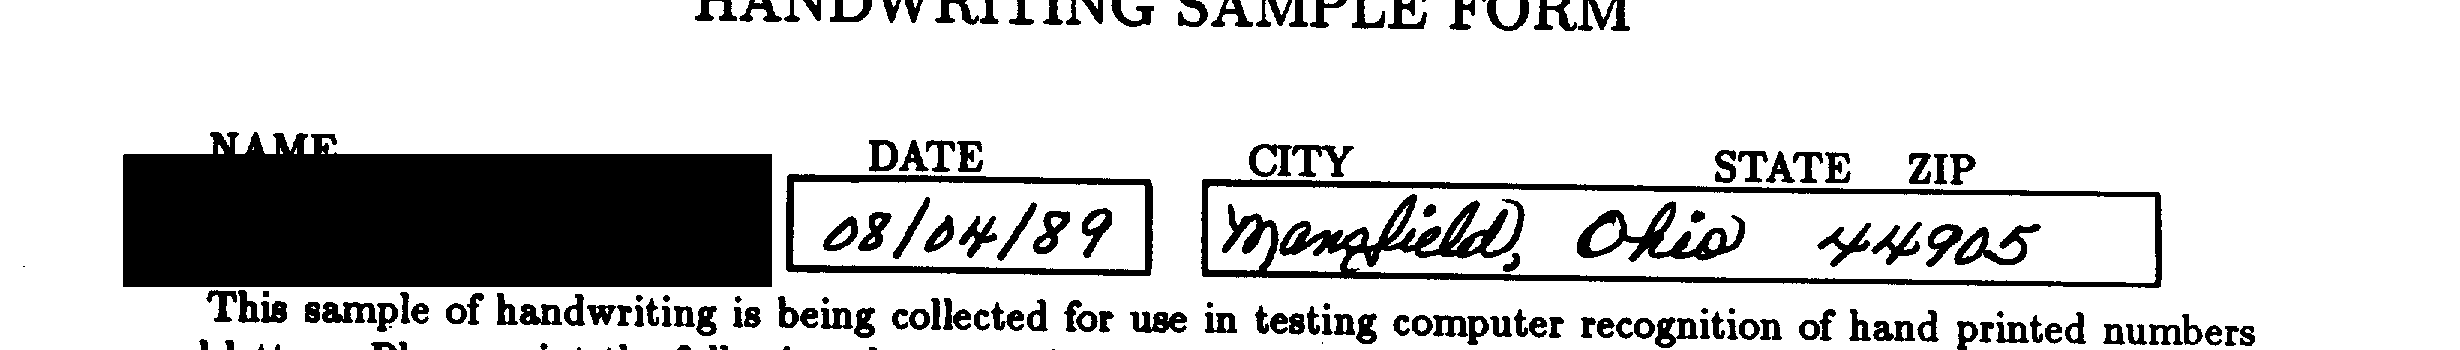 HANDWRITING SAMPLE FORM
NAME DATE CITY STATE ZIP
08/04/89 Mansfield, Ohio 44905
This sample of handwriting is being collected for use in testing computer recognition of hand printed numbers